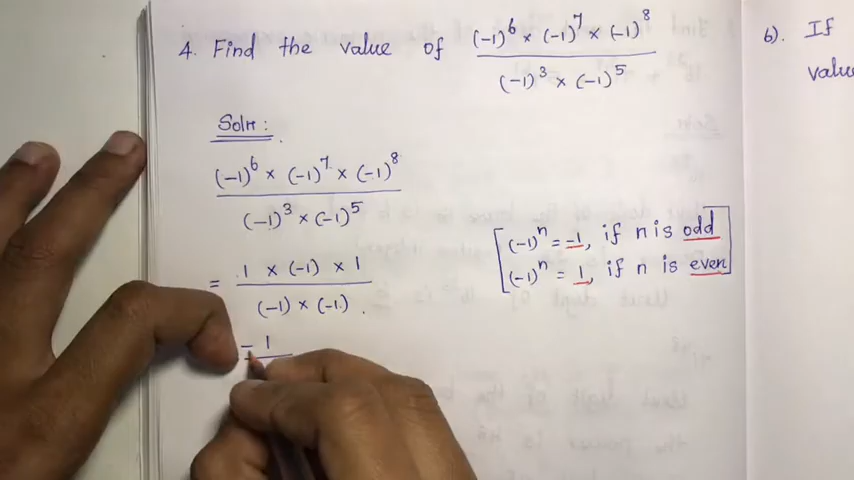 4. Find the value of (-1)^6 × (-1)^7 × (-1)^8 / (-1)^3 × (-1)^5
Soln:
(-1)^6 × (-1)^7 × (-1)^8
(-1)^3 × (-1)^5
= 1 × (-1) × 1
(-1) × (-1)
-1
[(-1)^n = -1, if n is odd
(-1)^n = 1, if n is even]
6). If
value